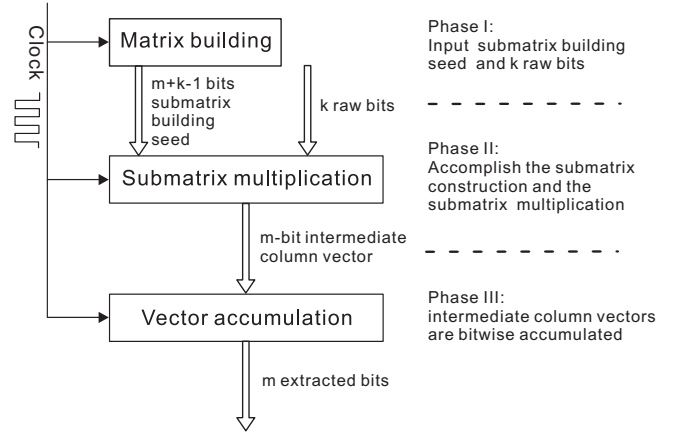 Clock
Matrix building
m+k-1 bits
submatrix
building
seed
k raw bits
Submatrix multiplication
m-bit intermediate
column vector
Vector accumulation
m extracted bits
Phase I:
Input submatrix building
seed and k raw bits
Phase II:
Accomplish the submatrix
construction and the
submatrix multiplication
Phase III:
intermediate column vectors
are bitwise accumulated